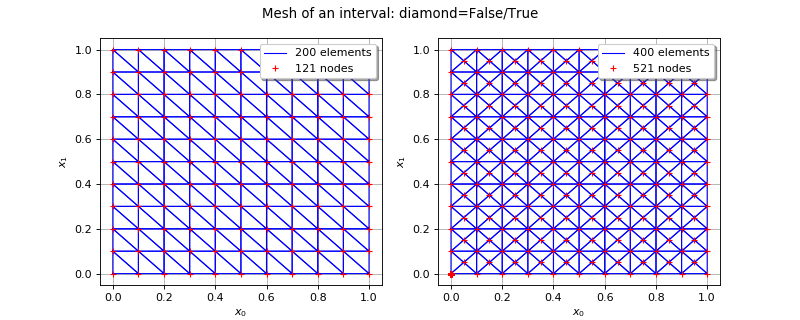 Mesh of an interval: diamond=False/True
200 elements
121 nodes
1.0
0.8
0.6
0.4
0.2
0.0
x₁
0.0 0.2 0.4 0.6 0.8 1.0
x₀
400 elements
521 nodes
1.0
0.8
0.6
0.4
0.2
0.0
x₁
0.0 0.2 0.4 0.6 0.8 1.0
x₀